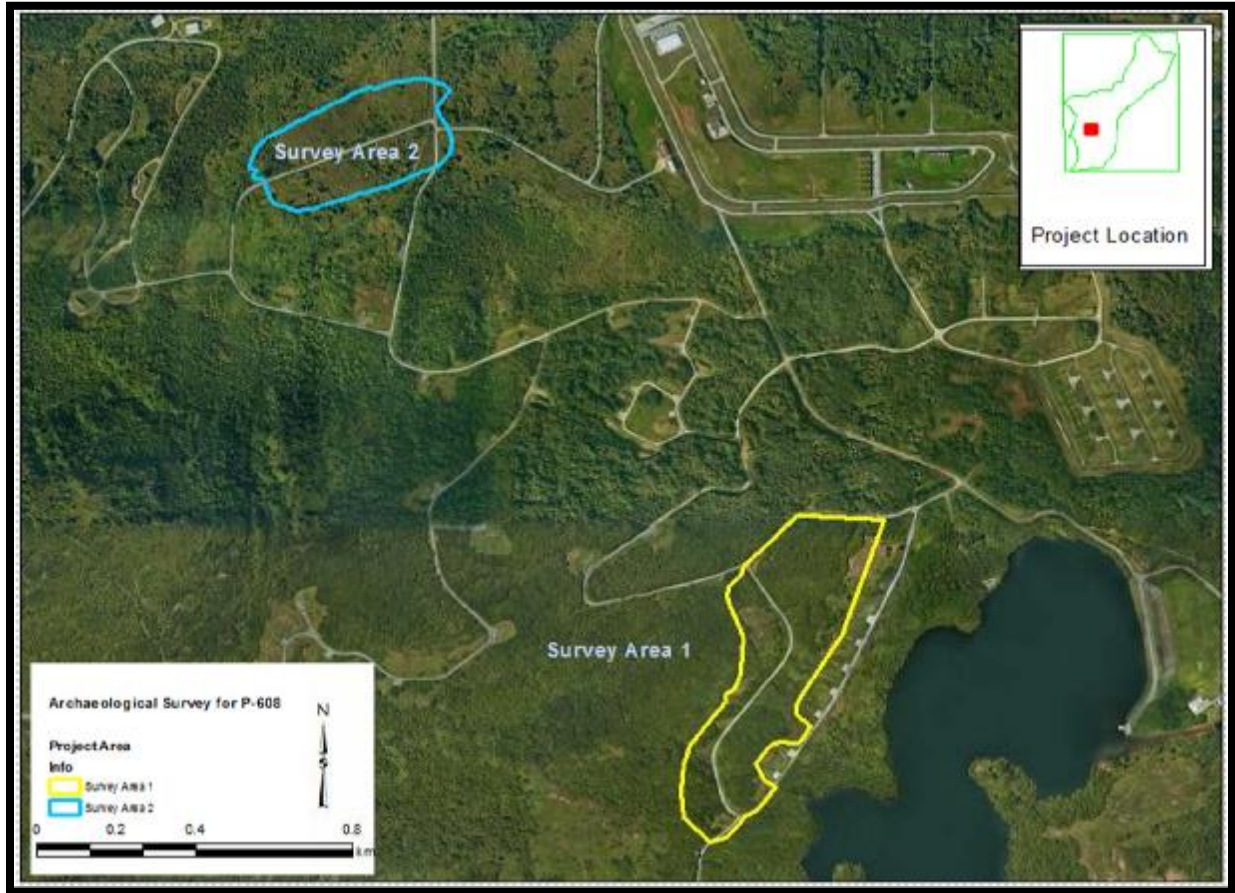 Survey Area 2
Project Location
Survey Area 1
Archaeological Survey for P-608
N
S
Project Area
Info
Survey Area 1
Survey Area 2
0 0.2 0.4 0.8
km